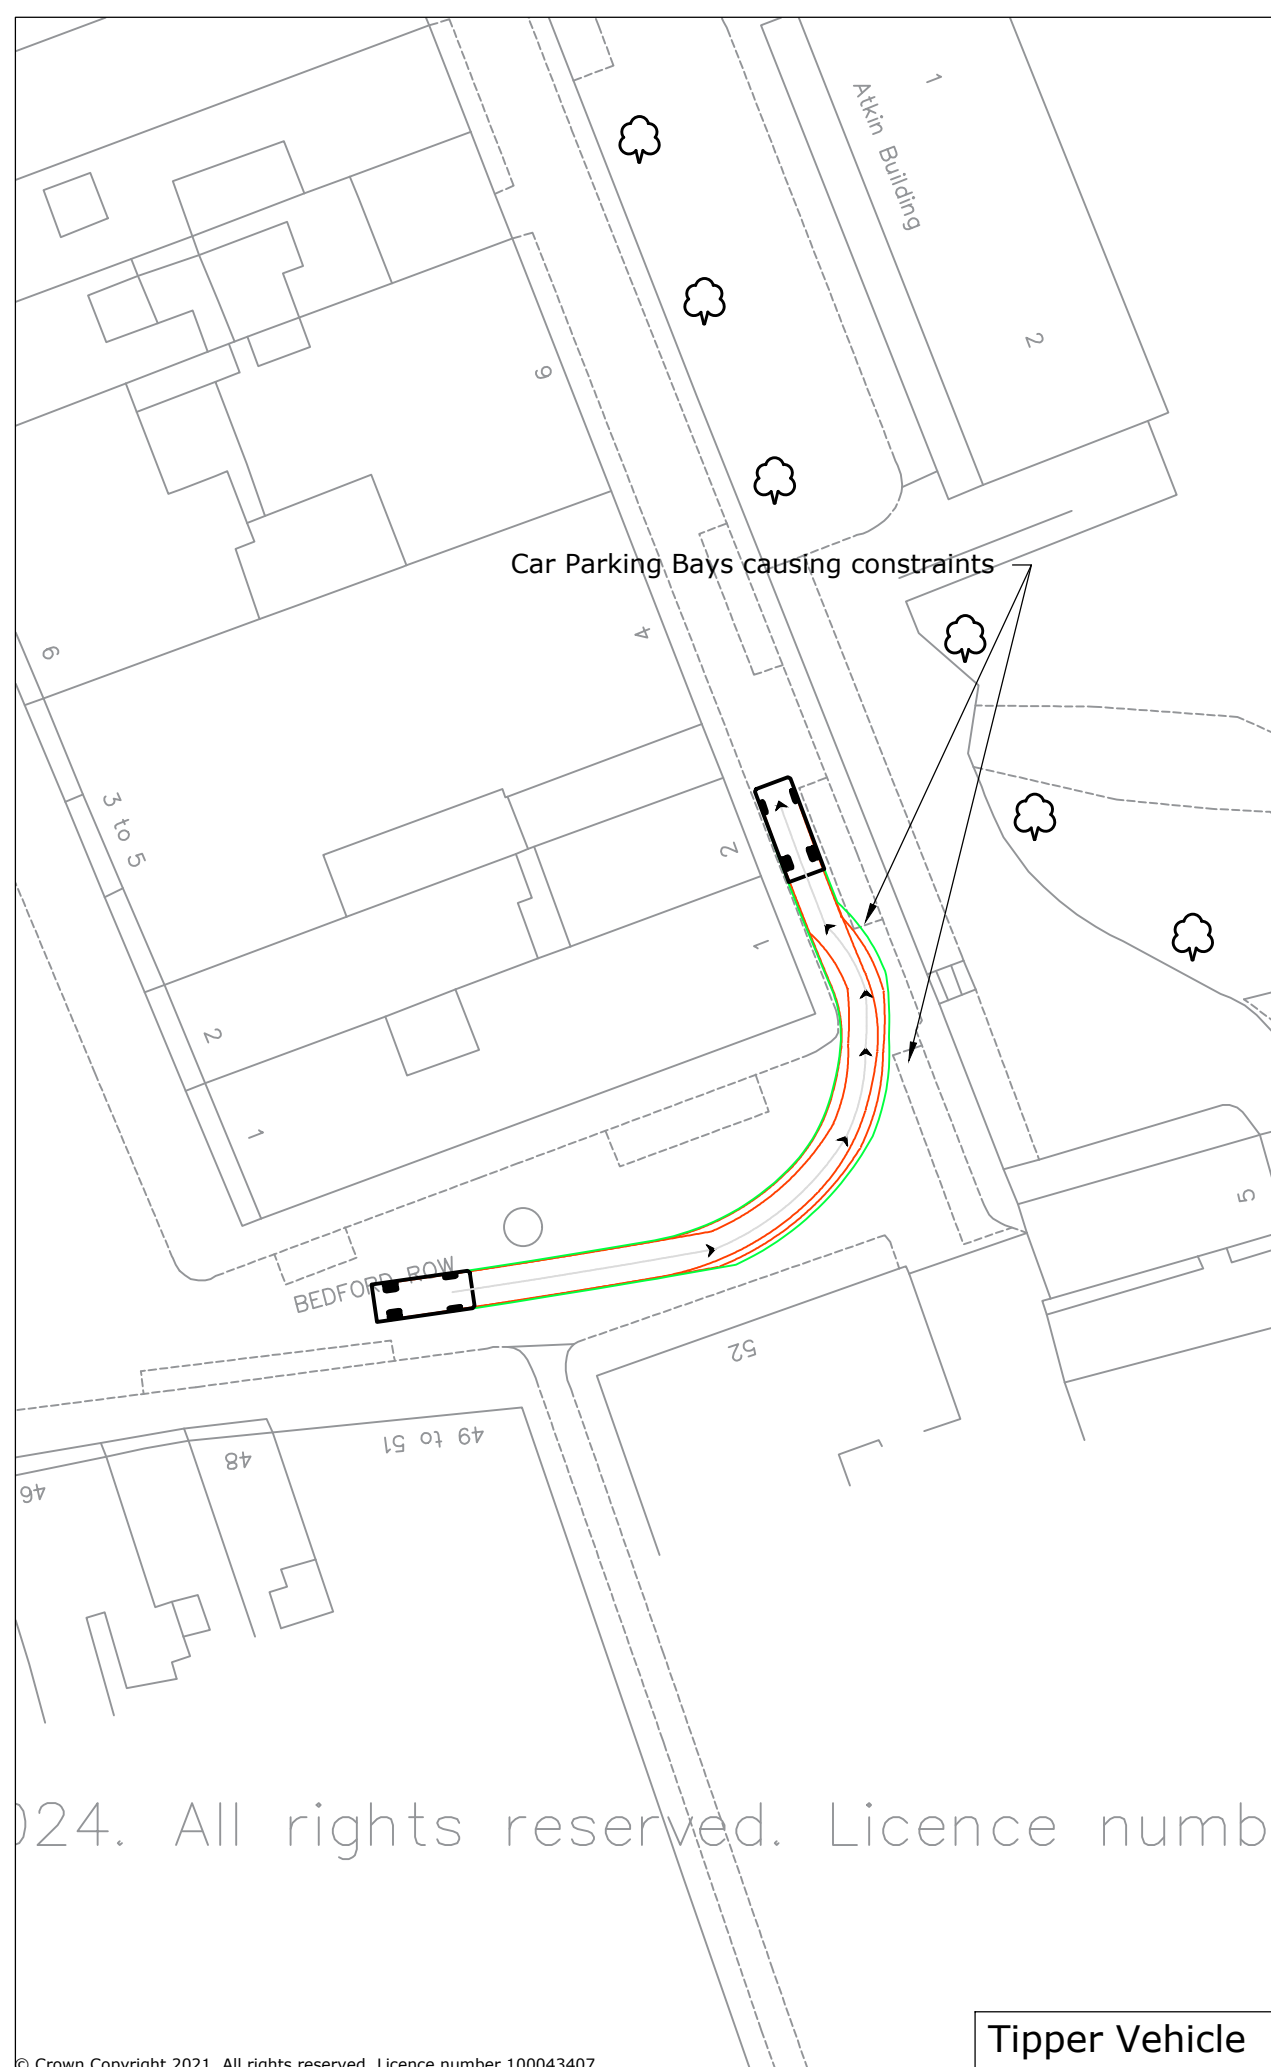 1
Atkin Building
2
9
Car Parking Bays causing constraints
4
6
3 to 5
2
1
2
1
5
BEDFORD ROW
52
49 to 51
48
46
024. All rights reserved. Licence numb
Tipper Vehicle
© Crown Copyright 2021. All rights reserved. Licence number 100043407